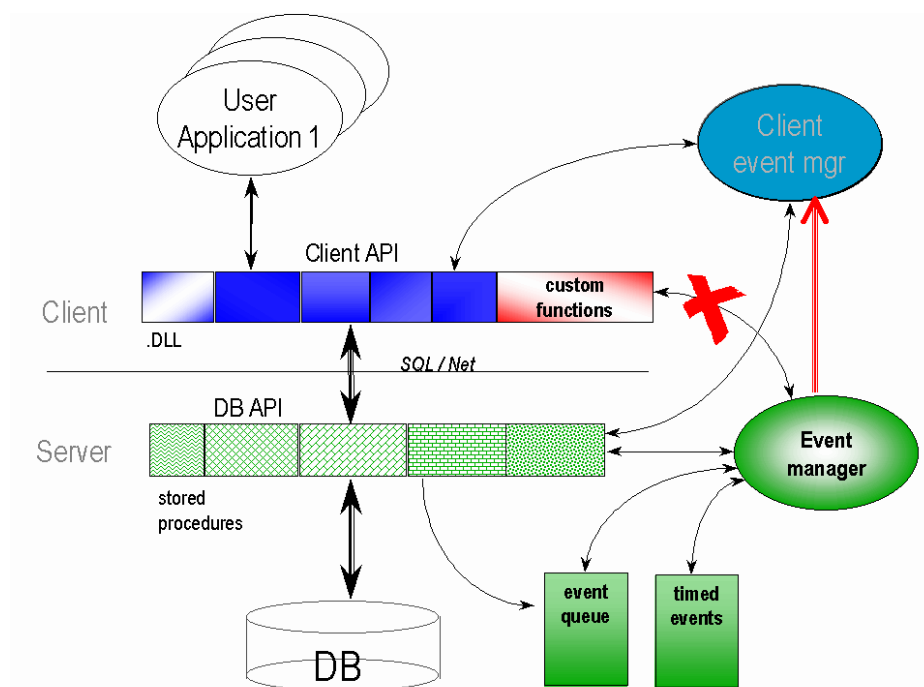 User
Application 1
Client
event mgr
Client API
custom
functions
Client
.DLL
SQL / Net
DB API
Server
Event
manager
stored
procedures
event
queue
timed
events
DB